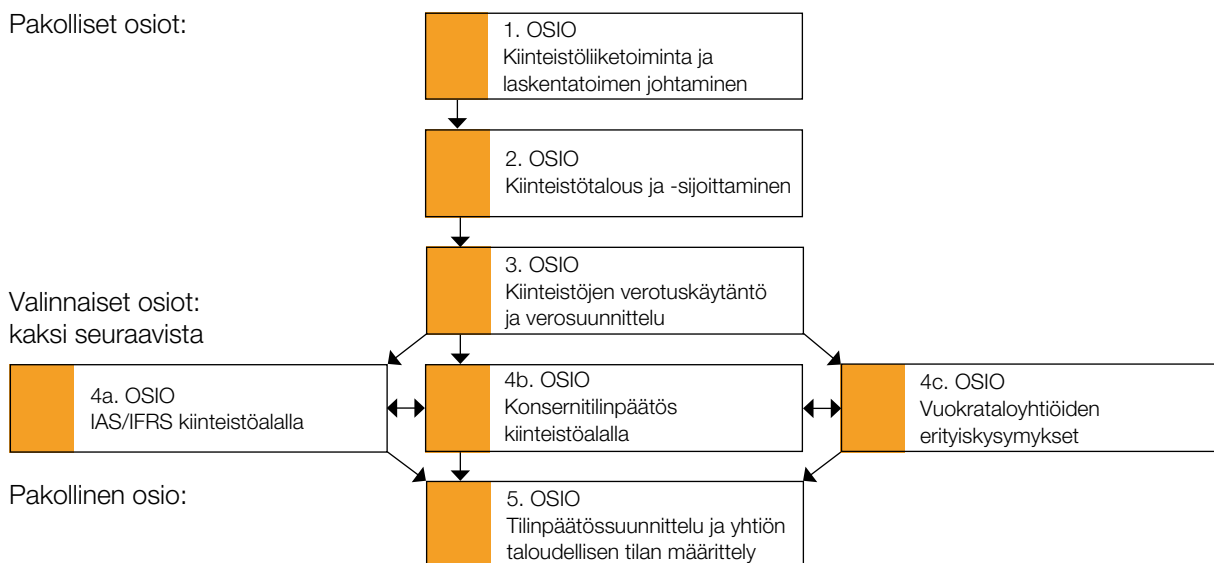 Pakolliset osiot:
1. OSIO
Kiinteistöliiketoiminta ja
laskentatoimen johtaminen
2. OSIO
Kiinteistötalous ja -sijoittaminen
3. OSIO
Kiinteistöjen verotuskäytäntö
ja verosuunnittelu
Valinnaiset osiot:
kaksi seuraavista
4a. OSIO
IAS/IFRS kiinteistöalalla
4b. OSIO
Konsernitilinpäätös
kiinteistöalalla
4c. OSIO
Vuokrataloyhtiöiden
erityiskysymykset
Pakollinen osio:
5. OSIO
Tilinpäätössuunnittelu ja yhtiön
taloudellisen tilan määrittely